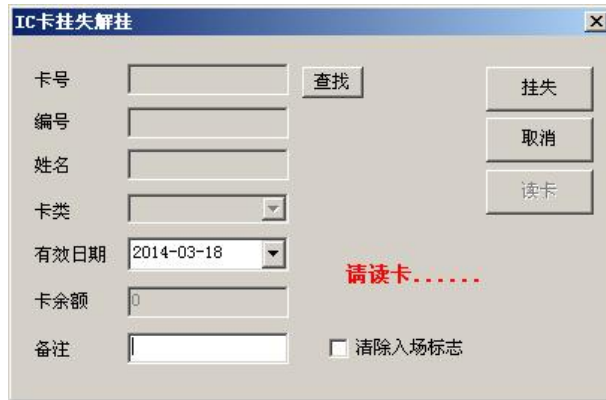 IC卡挂失解挂
卡号
查找
挂失
编号
取消
姓名
读卡
卡类
有效日期 2014-03-18
请读卡......
卡余额 0
备注
清除入场标志